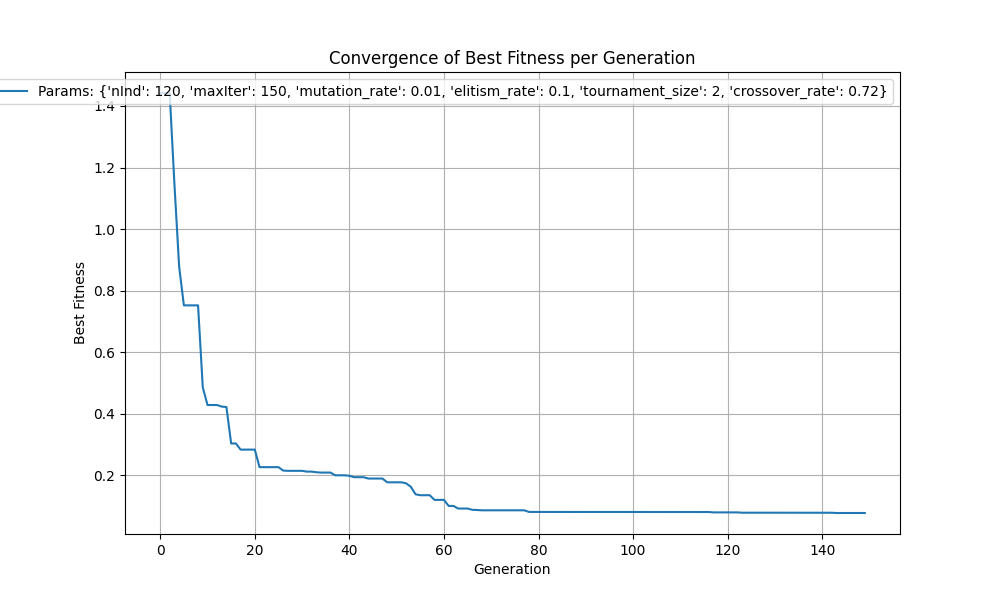 Convergence of Best Fitness per Generation
Params: {'nInd': 120, 'maxIter': 150, 'mutation_rate': 0.01, 'elitism_rate': 0.1, 'tournament_size': 2, 'crossover_rate': 0.72}
1.4
1.2
1.0
0.8
0.6
0.4
0.2
Best Fitness
0 20 40 60 80 100 120 140
Generation